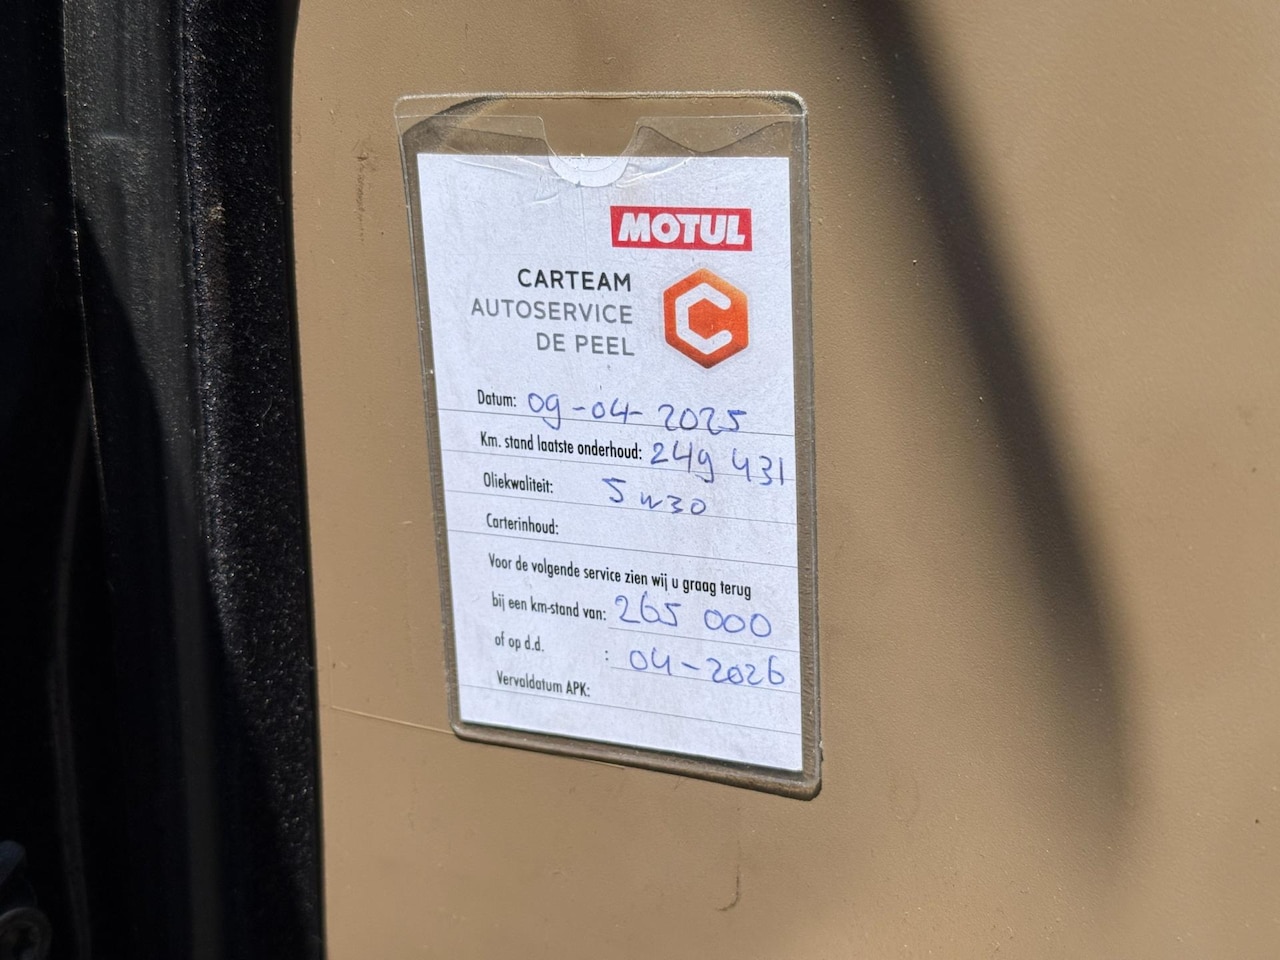 MOTUL
CARTEAM
AUTOSERVICE
DE PEEL
Datum: 09-04-2025
Km. stand laatste onderhoud: 249 431
Oliekwaliteit: 5w30
Carterinhoud:
Voor de volgende service zien wij u graag terug
bij een km-stand van: 265 000
of op d.d. : 04-2026
Vervaldatum APK: